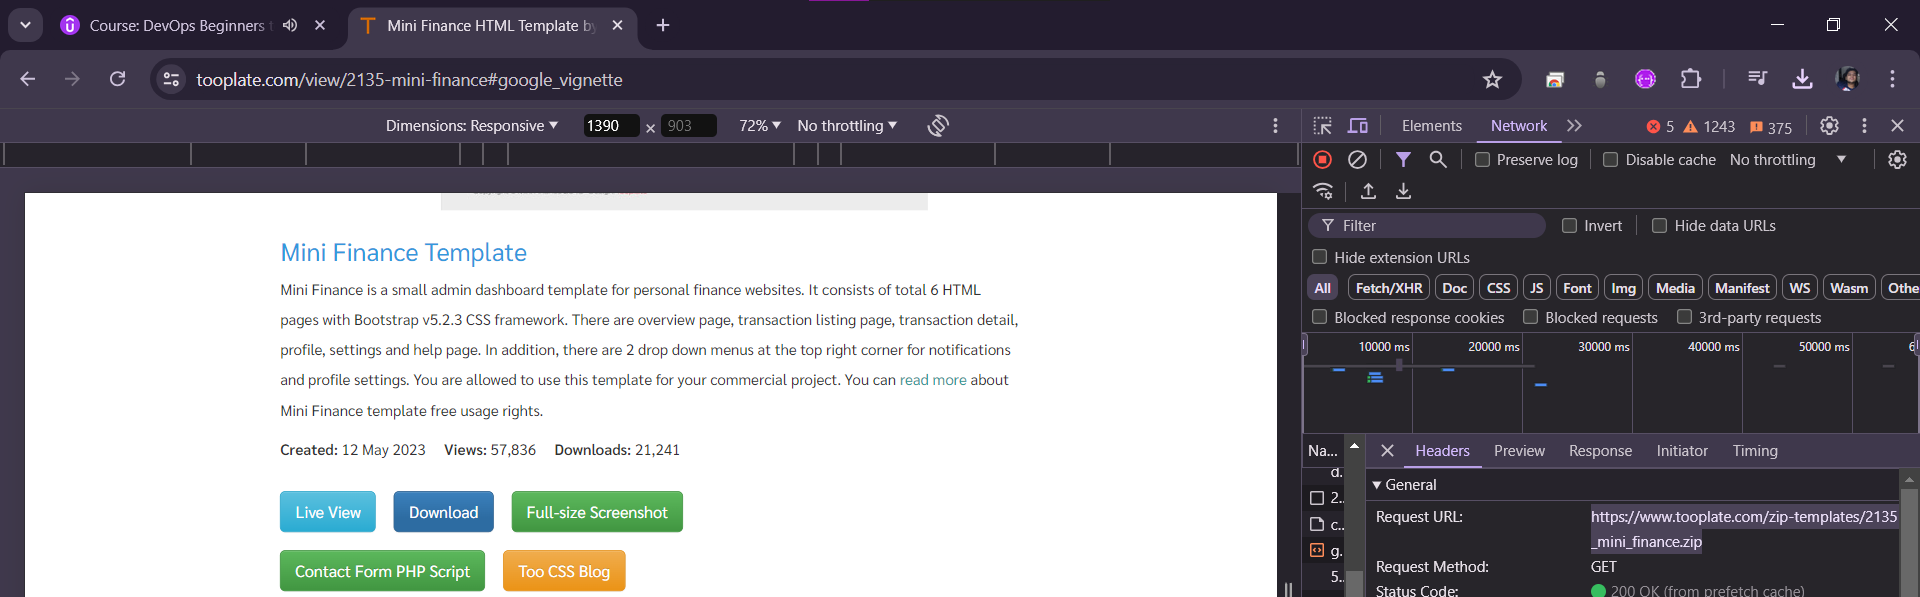 Course: DevOps Beginners t
Mini Finance HTML Template by
tooplate.com/view/2135-mini-finance#google_vignette
Dimensions: Responsive
1390
903
72%
No throttling
Mini Finance Template
Mini Finance is a small admin dashboard template for personal finance websites. It consists of total 6 HTML
pages with Bootstrap v5.2.3 CSS framework. There are overview page, transaction listing page, transaction detail,
profile, settings and help page. In addition, there are 2 drop down menus at the top right corner for notifications
and profile settings. You are allowed to use this template for your commercial project. You can read more about
Mini Finance template free usage rights.
Created: 12 May 2023 Views: 57,836 Downloads: 21,241
Live View
Download
Full-size Screenshot
Contact Form PHP Script
Too CSS Blog
Elements
Network
5
1243
375
Preserve log
Disable cache
No throttling
Filter
Invert
Hide data URLs
Hide extension URLs
All
Fetch/XHR
Doc
CSS
JS
Font
Img
Media
Manifest
WS
Wasm
Othe
Blocked response cookies
Blocked requests
3rd-party requests
10000 ms
20000 ms
30000 ms
40000 ms
50000 ms
6
Na...
d.
2..
c..
g.
5..
Headers
Preview
Response
Initiator
Timing
General
Request URL:
https://www.tooplate.com/zip-templates/2135
_mini_finance.zip
Request Method:
GET
Status Code:
200 OK (from prefetch cache)